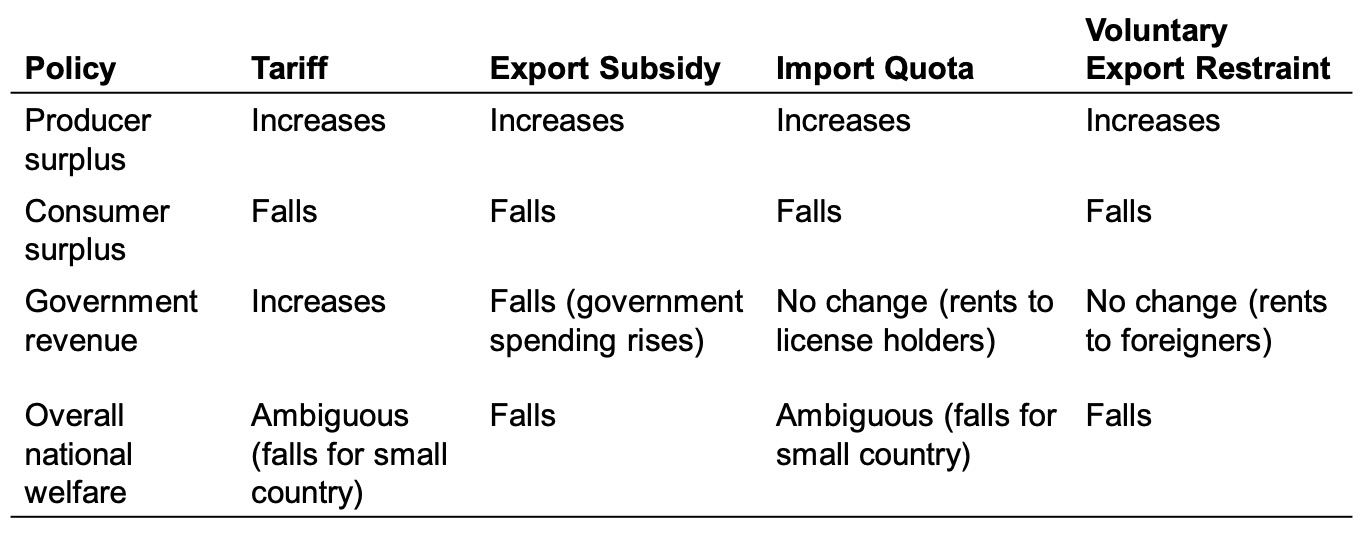 Policy Tariff Export Subsidy Import Quota Voluntary Export Restraint
Producer surplus Increases Increases Increases Increases
Consumer surplus Falls Falls Falls Falls
Government revenue Increases Falls (government spending rises) No change (rents to license holders) No change (rents to foreigners)
Overall national welfare Ambiguous (falls for small country) Falls Ambiguous (falls for small country) Falls